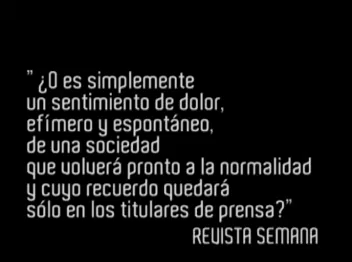 " ¿O es simplemente
un sentimiento de dolor,
efímero y espontáneo,
de una sociedad
que volverá pronto a la normalidad
y cuyo recuerdo quedará
sólo en los titulares de prensa?"
REVISTA SEMANA